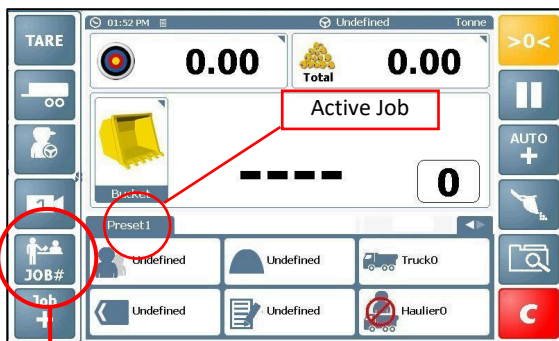 TARE
01:52 PM
Undefined
Tonne
>0<
0.00
Total
0.00
Active Job
AUTO
+
Bucket
----
0
1
Preset1
JOB#
Undefined
Undefined
Truck0
Job
+
Undefined
Undefined
Haulier0
C